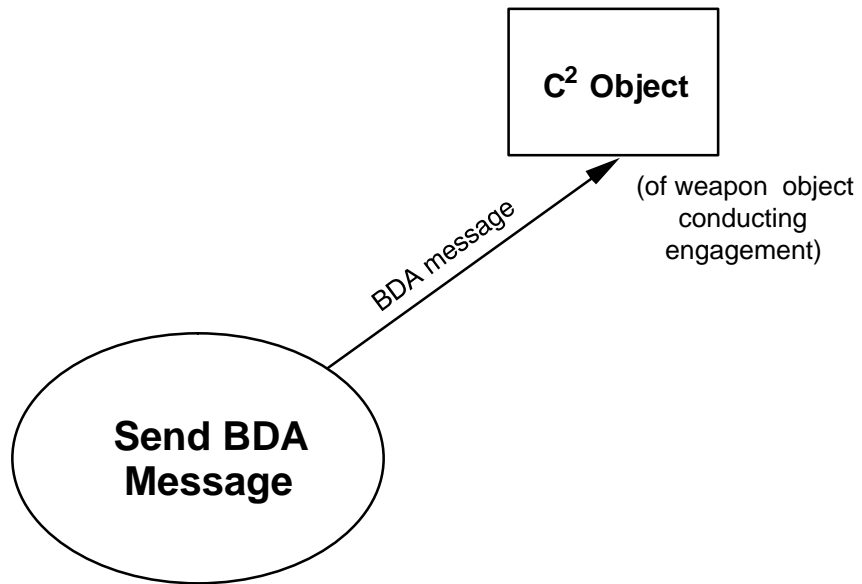 C² Object
(of weapon object
conducting
engagement)
BDA message
Send BDA
Message